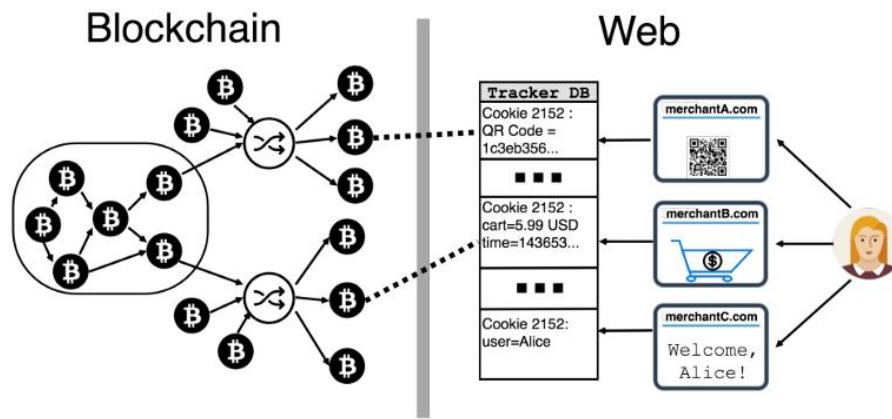 Blockchain
Web
Tracker DB
Cookie 2152 :
QR Code =
1c3eb356...
Cookie 2152 :
cart=5.99 USD
time=143653...
Cookie 2152:
user=Alice
merchantA.com
merchantB.com
merchantC.com
Welcome,
Alice!